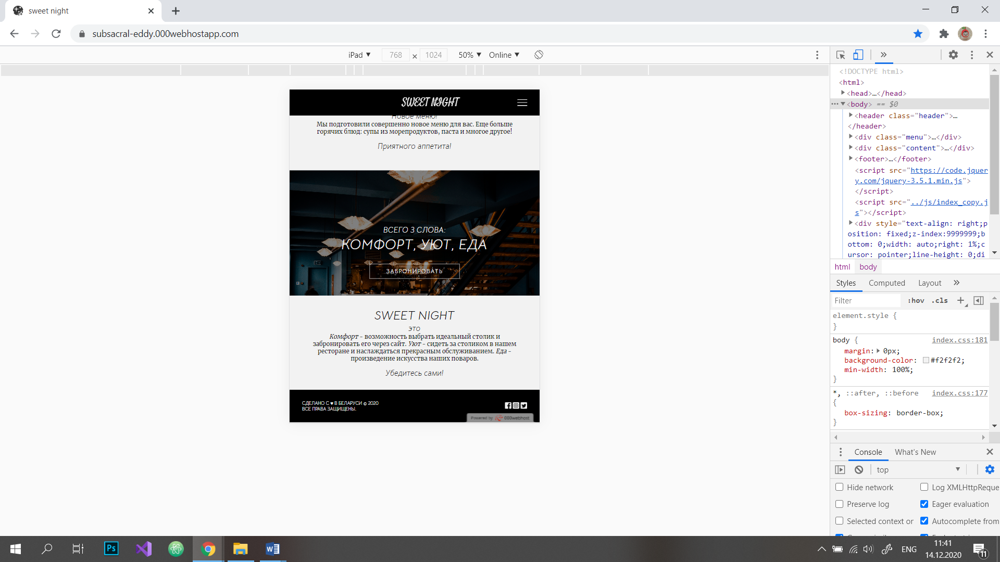 sweet night
subsacral-eddy.000webhostapp.com
iPad ▼ 768 × 1024 50% ▼ Online ▼
SWEET NIGHT
Новое меню!
Мы подготовили совершенно новое меню для вас. Еще больше
горячих блюд: супы из морепродуктов, паста и многое другое!
Приятного аппетита!
ВСЕГО 3 СЛОВА:
КОМФОРТ, УЮТ, ЕДА
ЗАБРОНИРОВАТЬ
SWEET NIGHT
ЭТО
Комфорт - возможность выбрать идеальный столик и
забронировать его через сайт. Уют - сидеть за столиком в нашем
ресторане и наслаждаться прекрасным обслуживанием. Еда -
произведение искусства наших поваров.
Убедитесь сами!
СДЕЛАНО С ♥ В БЕЛАРУСИ © 2020
ВСЕ ПРАВА ЗАЩИЩЕНЫ.
Powered by 000webhost
<!DOCTYPE html>
<html>
▶<head>…</head>
…▼<body> == $0
▶<header class="header">…
</header>
▶<div class="menu">…</div>
▶<div class="content">…</div>
▶<footer>…</footer>
<script src="https://code.jquer
y.com/jquery-3.5.1.min.js">
</script>
<script src="../js/index_copy.j
s"></script>
▶<div style="text-align: right;p
osition: fixed;z-index:9999999;b
ottom: 0;width: auto;right: 1%;c
ursor: pointer;line-height: 0;di
html body
Styles Computed Layout »
Filter :hov .cls +
element.style {
}
body { index.css:181
margin:▶ 0px;
background-color: #f2f2f2;
min-width: 100%;
}
*, ::after, ::before index.css:177
{
box-sizing: border-box;
}
Console What's New
top ▼
Hide network Log XMLHttpReque
Preserve log Eager evaluation
Selected context or Autocomplete from
Ps
W
ENG
11:41
14.12.2020
11